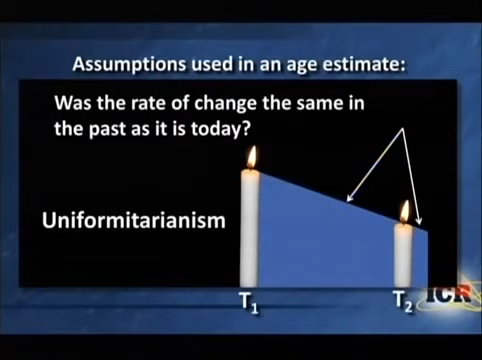 Assumptions used in an age estimate:
Was the rate of change the same in
the past as it is today?
Uniformitarianism
T₁
T₂
ICR